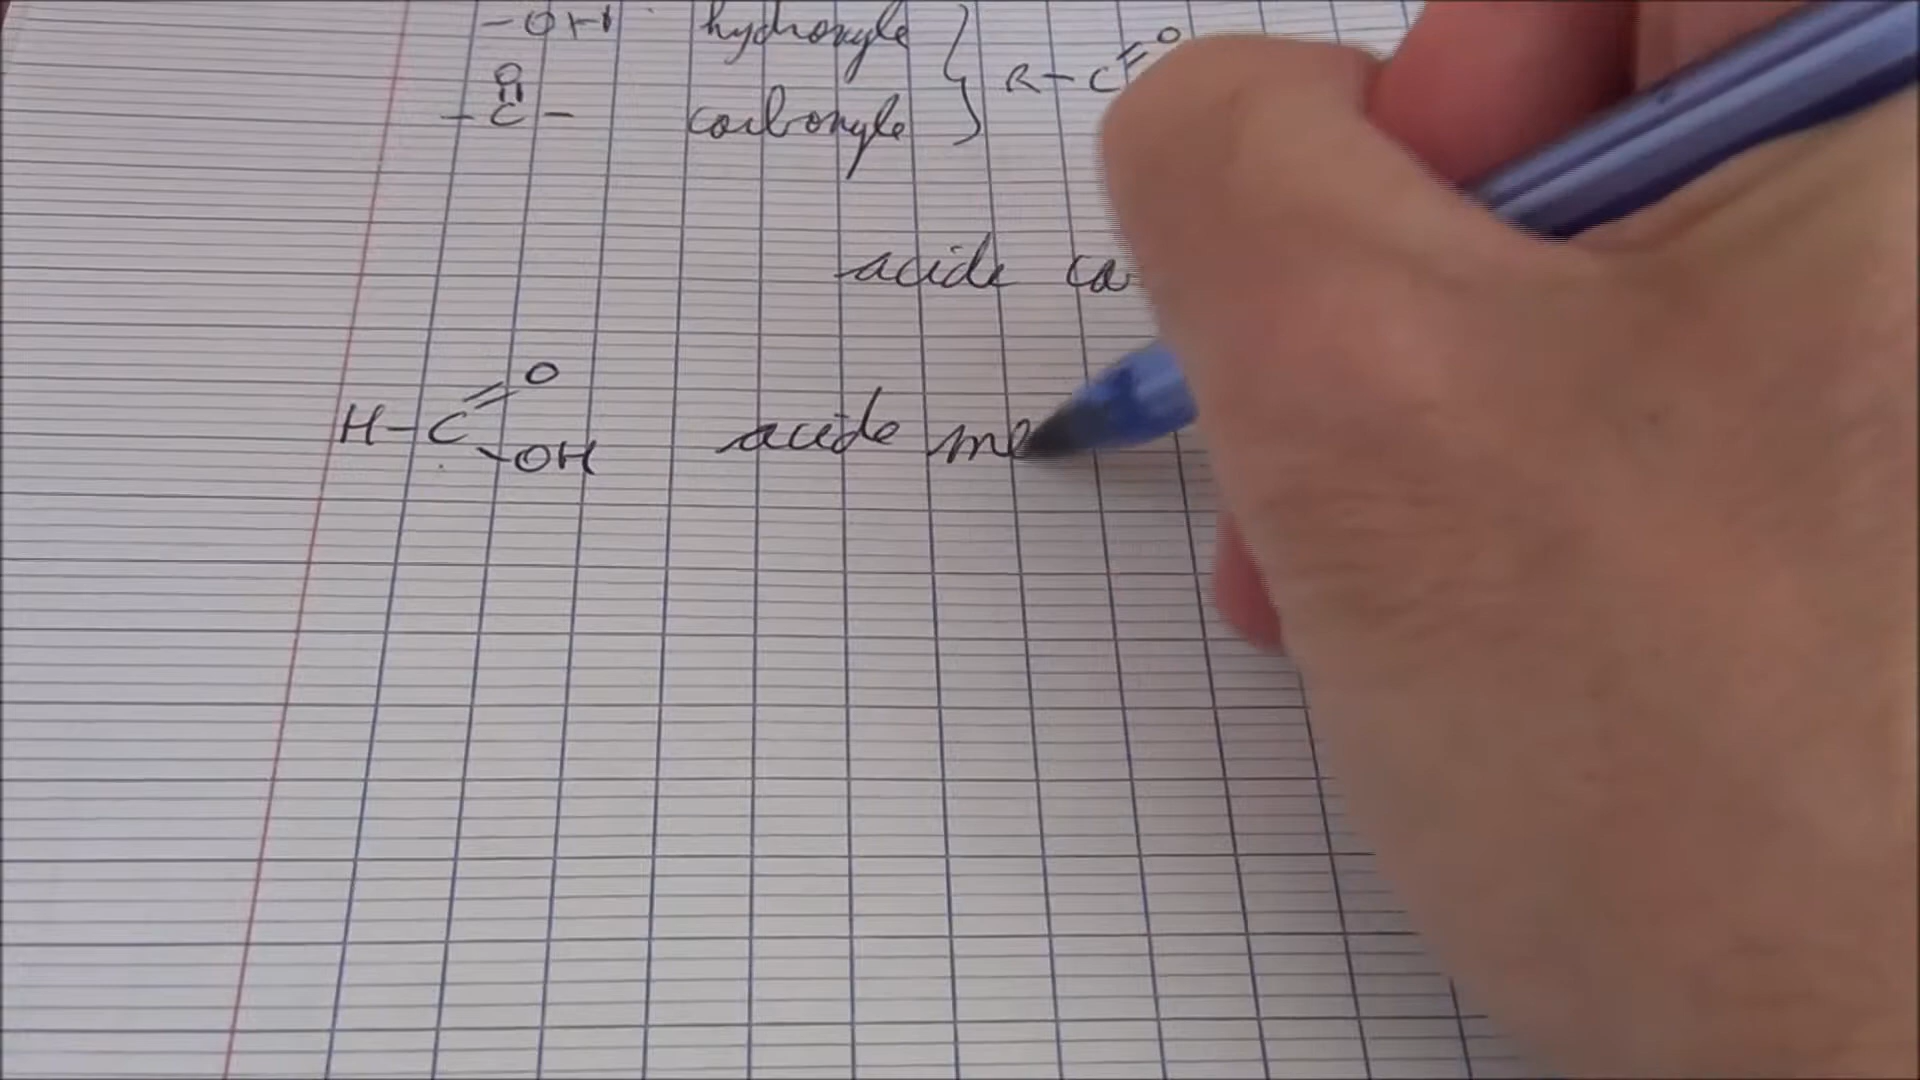 -OH hydroxyle
O
-C- carbonyle
R-C=O
acide ca
O
H-C
OH acide me